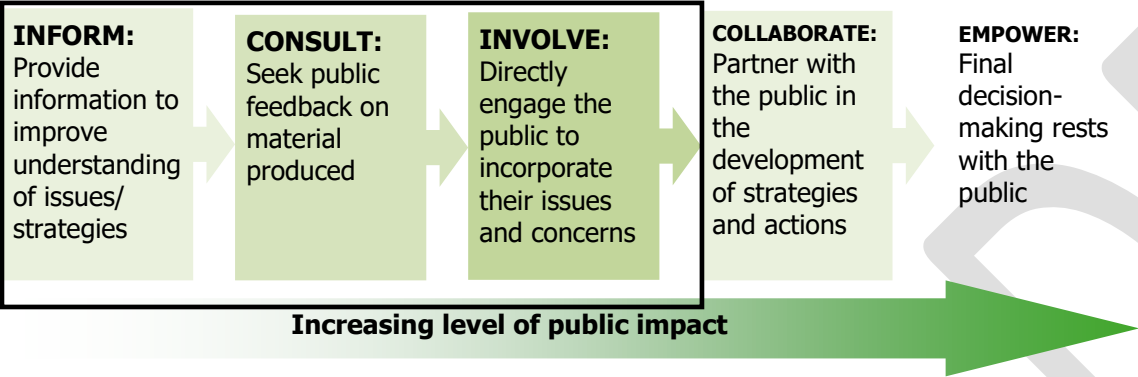 INFORM:
Provide
information to
improve
understanding
of issues/
strategies
CONSULT:
Seek public
feedback on
material
produced
INVOLVE:
Directly
engage the
public to
incorporate
their issues
and concerns
COLLABORATE:
Partner with
the public in
the
development
of strategies
and actions
EMPOWER:
Final
decision-
making rests
with the
public
Increasing level of public impact